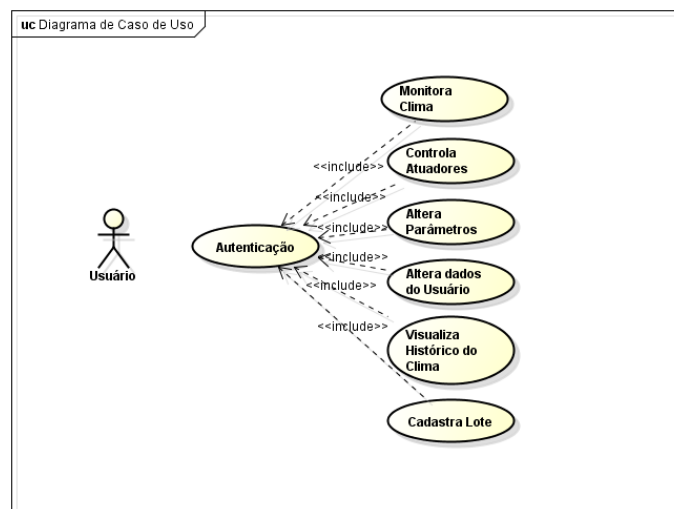 uc Diagrama de Caso de Uso
Monitora
Clima
<<include>>
Controla
Atuadores
<<include>>
Altera
Parâmetros
<<include>>
Usuário
Autenticação
<<include>>
Altera dados
do Usuário
<<include>>
Visualiza
Histórico do
Clima
<<include>>
Cadastra Lote